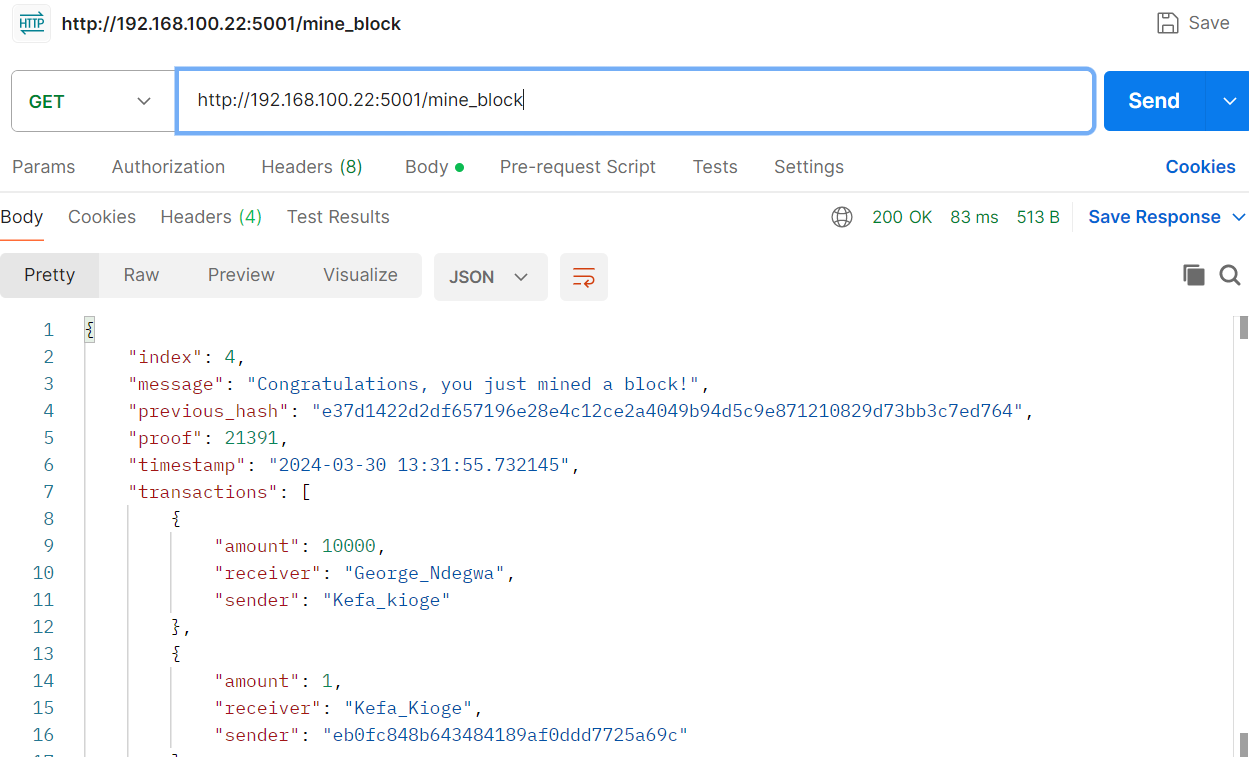 HTTP http://192.168.100.22:5001/mine_block Save
GET http://192.168.100.22:5001/mine_block Send
Params Authorization Headers (8) Body Pre-request Script Tests Settings Cookies
Body Cookies Headers (4) Test Results 200 OK 83 ms 513 B Save Response
Pretty Raw Preview Visualize JSON
1 {
2 "index": 4,
3 "message": "Congratulations, you just mined a block!",
4 "previous_hash": "e37d1422d2df657196e28e4c12ce2a4049b94d5c9e871210829d73bb3c7ed764",
5 "proof": 21391,
6 "timestamp": "2024-03-30 13:31:55.732145",
7 "transactions": [
8 {
9 "amount": 10000,
10 "receiver": "George_Ndegwa",
11 "sender": "Kefa_kioge"
12 },
13 {
14 "amount": 1,
15 "receiver": "Kefa_Kioge",
16 "sender": "eb0fc848b643484189af0ddd7725a69c"